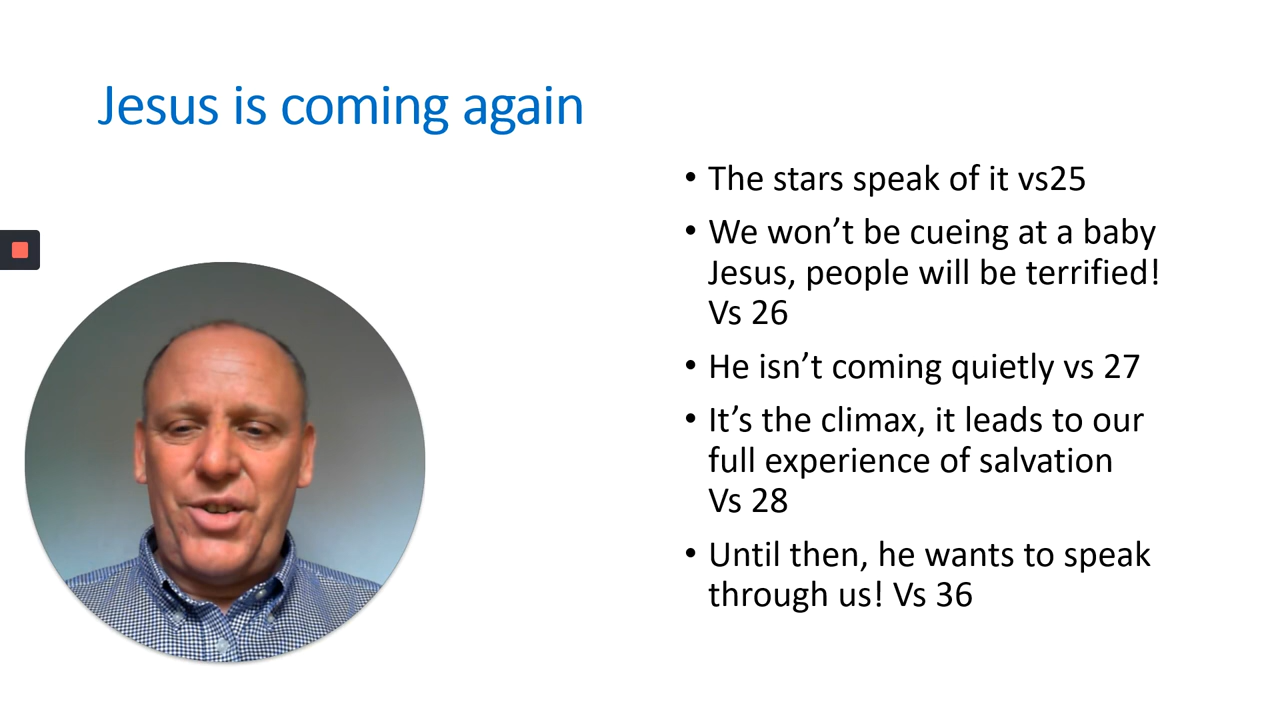 Jesus is coming again
• The stars speak of it vs25
• We won’t be cueing at a baby
Jesus, people will be terrified!
Vs 26
• He isn’t coming quietly vs 27
• It’s the climax, it leads to our
full experience of salvation
Vs 28
• Until then, he wants to speak
through us! Vs 36